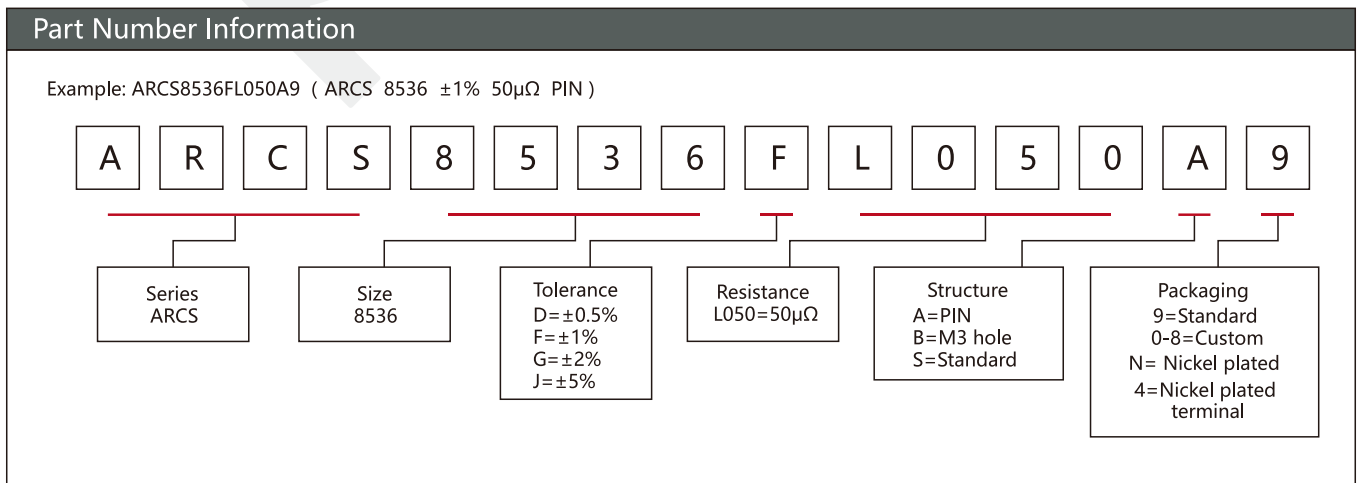 Part Number Information
Example: ARCS8536FL050A9 ( ARCS 8536 ±1% 50μΩ PIN )
A R C S 8 5 3 6 F L 0 5 0 A 9
Series
ARCS
Size
8536
Tolerance
D=±0.5%
F=±1%
G=±2%
J=±5%
Resistance
L050=50μΩ
Structure
A=PIN
B=M3 hole
S=Standard
Packaging
9=Standard
0-8=Custom
N= Nickel plated
4=Nickel plated
terminal